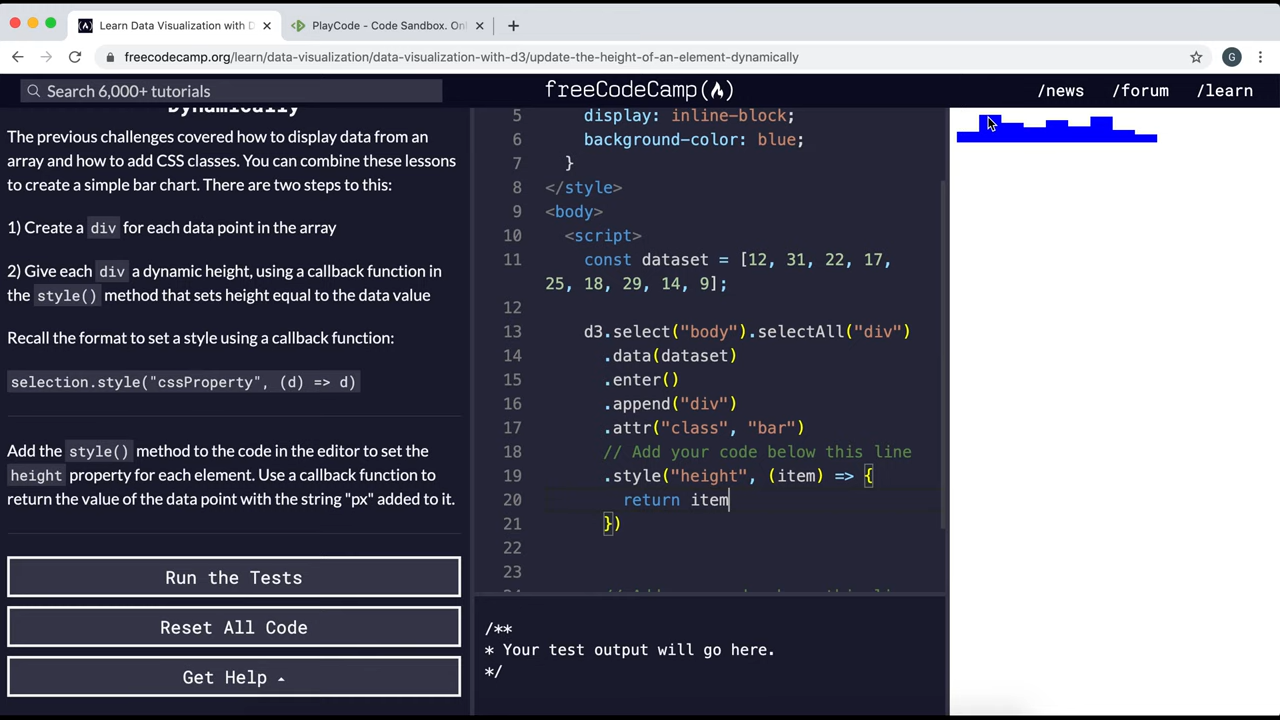 Learn Data Visualization with D
PlayCode - Code Sandbox. On
freecodecamp.org/learn/data-visualization/data-visualization-with-d3/update-the-height-of-an-element-dynamically
G
Search 6,000+ tutorials
freeCodeCamp
/news
/forum
/learn
Dynamically
The previous challenges covered how to display data from an
array and how to add CSS classes. You can combine these lessons
to create a simple bar chart. There are two steps to this:
1) Create a div for each data point in the array
2) Give each div a dynamic height, using a callback function in
the style() method that sets height equal to the data value
Recall the format to set a style using a callback function:
selection.style("cssProperty", (d) => d)
Add the style() method to the code in the editor to set the
height property for each element. Use a callback function to
return the value of the data point with the string "px" added to it.
Run the Tests
Reset All Code
Get Help
5 display: inline-block;
6 background-color: blue;
7 }
8 </style>
9 <body>
10 <script>
11 const dataset = [12, 31, 22, 17,
25, 18, 29, 14, 9];
12
13 d3.select("body").selectAll("div")
14 .data(dataset)
15 .enter()
16 .append("div")
17 .attr("class", "bar")
18 // Add your code below this line
19 .style("height", (item) => {
20 return item
21 })
22
23
/**
* Your test output will go here.
*/